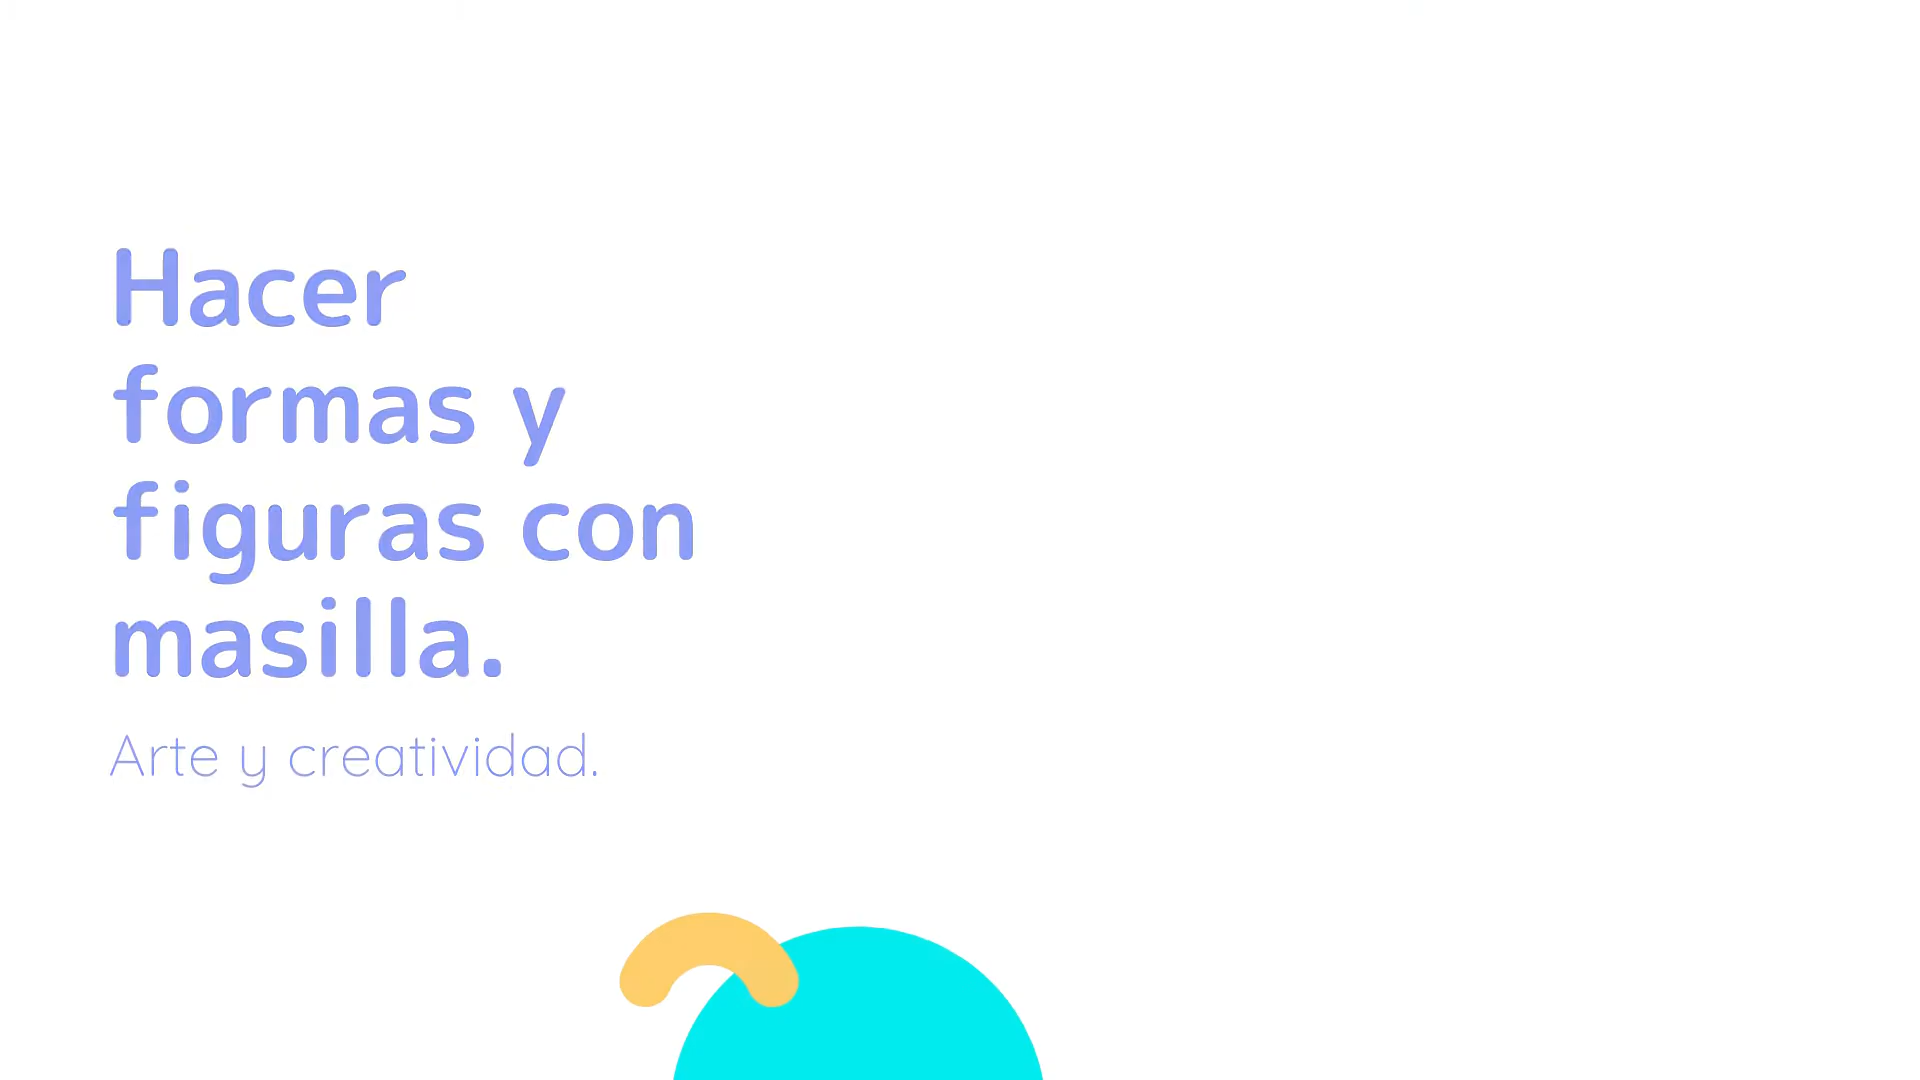 Hacer
formas y
figuras con
masilla.
Arte y creatividad.